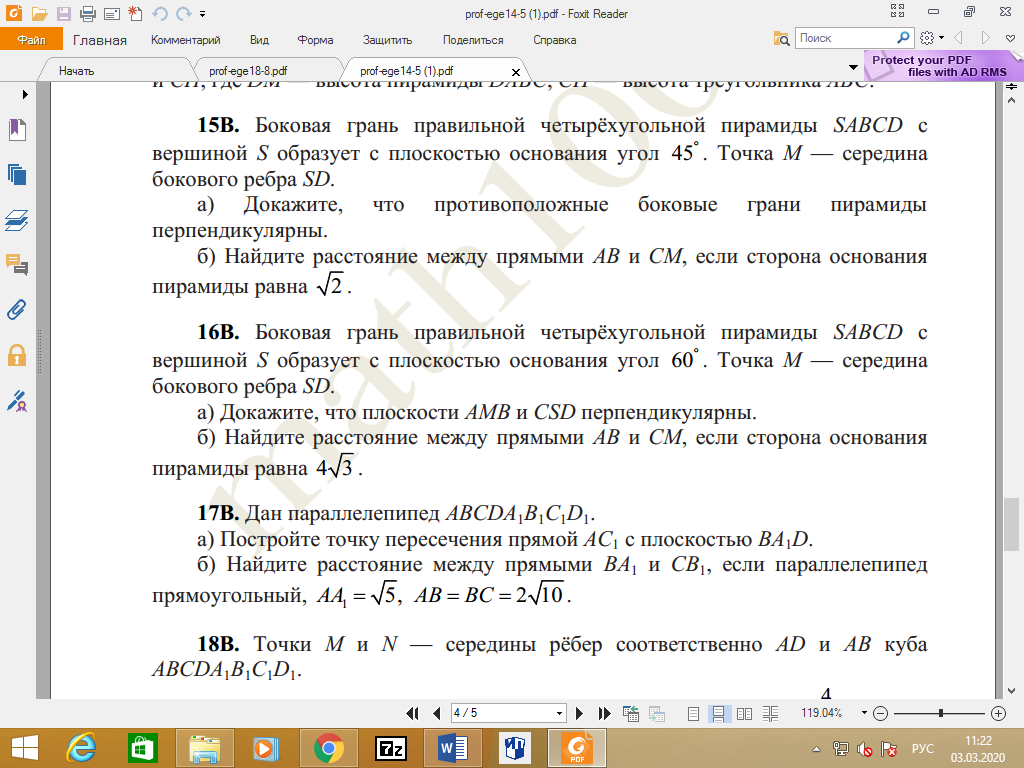 prof-ege14-5 (1).pdf - Foxit Reader
Файл Главная Комментарий Вид Форма Защитить Поделиться Справка Поиск
Начать prof-ege18-8.pdf prof-ege14-5 (1).pdf Protect your PDF
files with AD RMS
15В. Боковая грань правильной четырёхугольной пирамиды SABCD с
вершиной S образует с плоскостью основания угол 45°. Точка M — середина
бокового ребра SD.
а) Докажите, что противоположные боковые грани пирамиды
перпендикулярны.
б) Найдите расстояние между прямыми AB и CM, если сторона основания
пирамиды равна √2.
16В. Боковая грань правильной четырёхугольной пирамиды SABCD с
вершиной S образует с плоскостью основания угол 60°. Точка M — середина
бокового ребра SD.
а) Докажите, что плоскости AMB и CSD перпендикулярны.
б) Найдите расстояние между прямыми AB и CM, если сторона основания
пирамиды равна 4√3.
17В. Дан параллелепипед ABCDA₁B₁C₁D₁.
а) Постройте точку пересечения прямой AC₁ с плоскостью BA₁D.
б) Найдите расстояние между прямыми BA₁ и CB₁, если параллелепипед
прямоугольный, AA₁ = √5, AB = BC = 2√10.
18В. Точки M и N — середины рёбер соответственно AD и AB куба
ABCDA₁B₁C₁D₁.
4
4 / 5 119.04%
РУС 11:22
03.03.2020